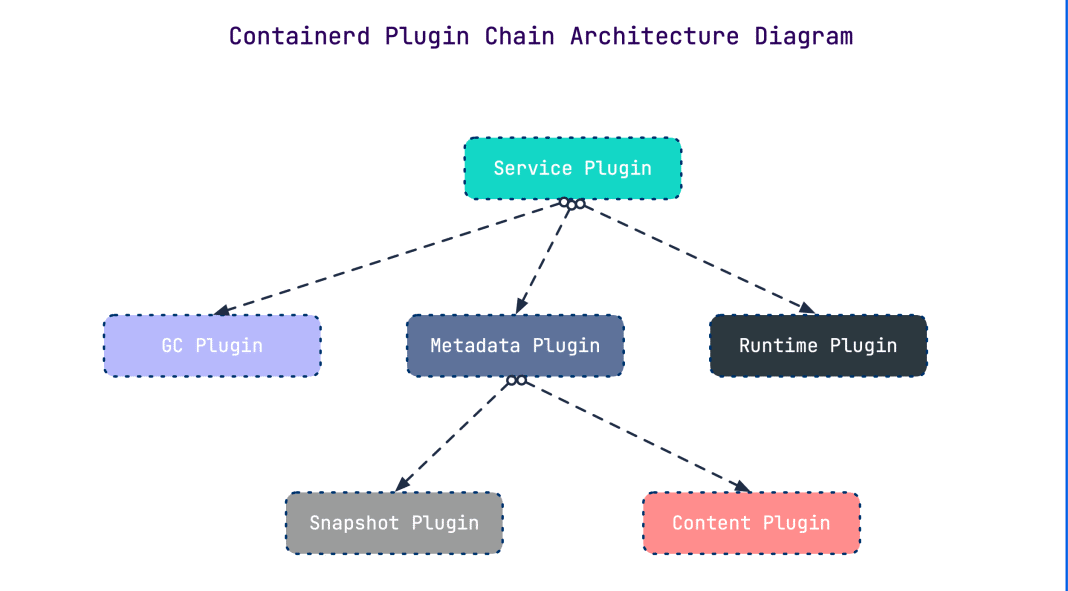 Containerd Plugin Chain Architecture Diagram
Service Plugin
GC Plugin
Metadata Plugin
Runtime Plugin
Snapshot Plugin
Content Plugin